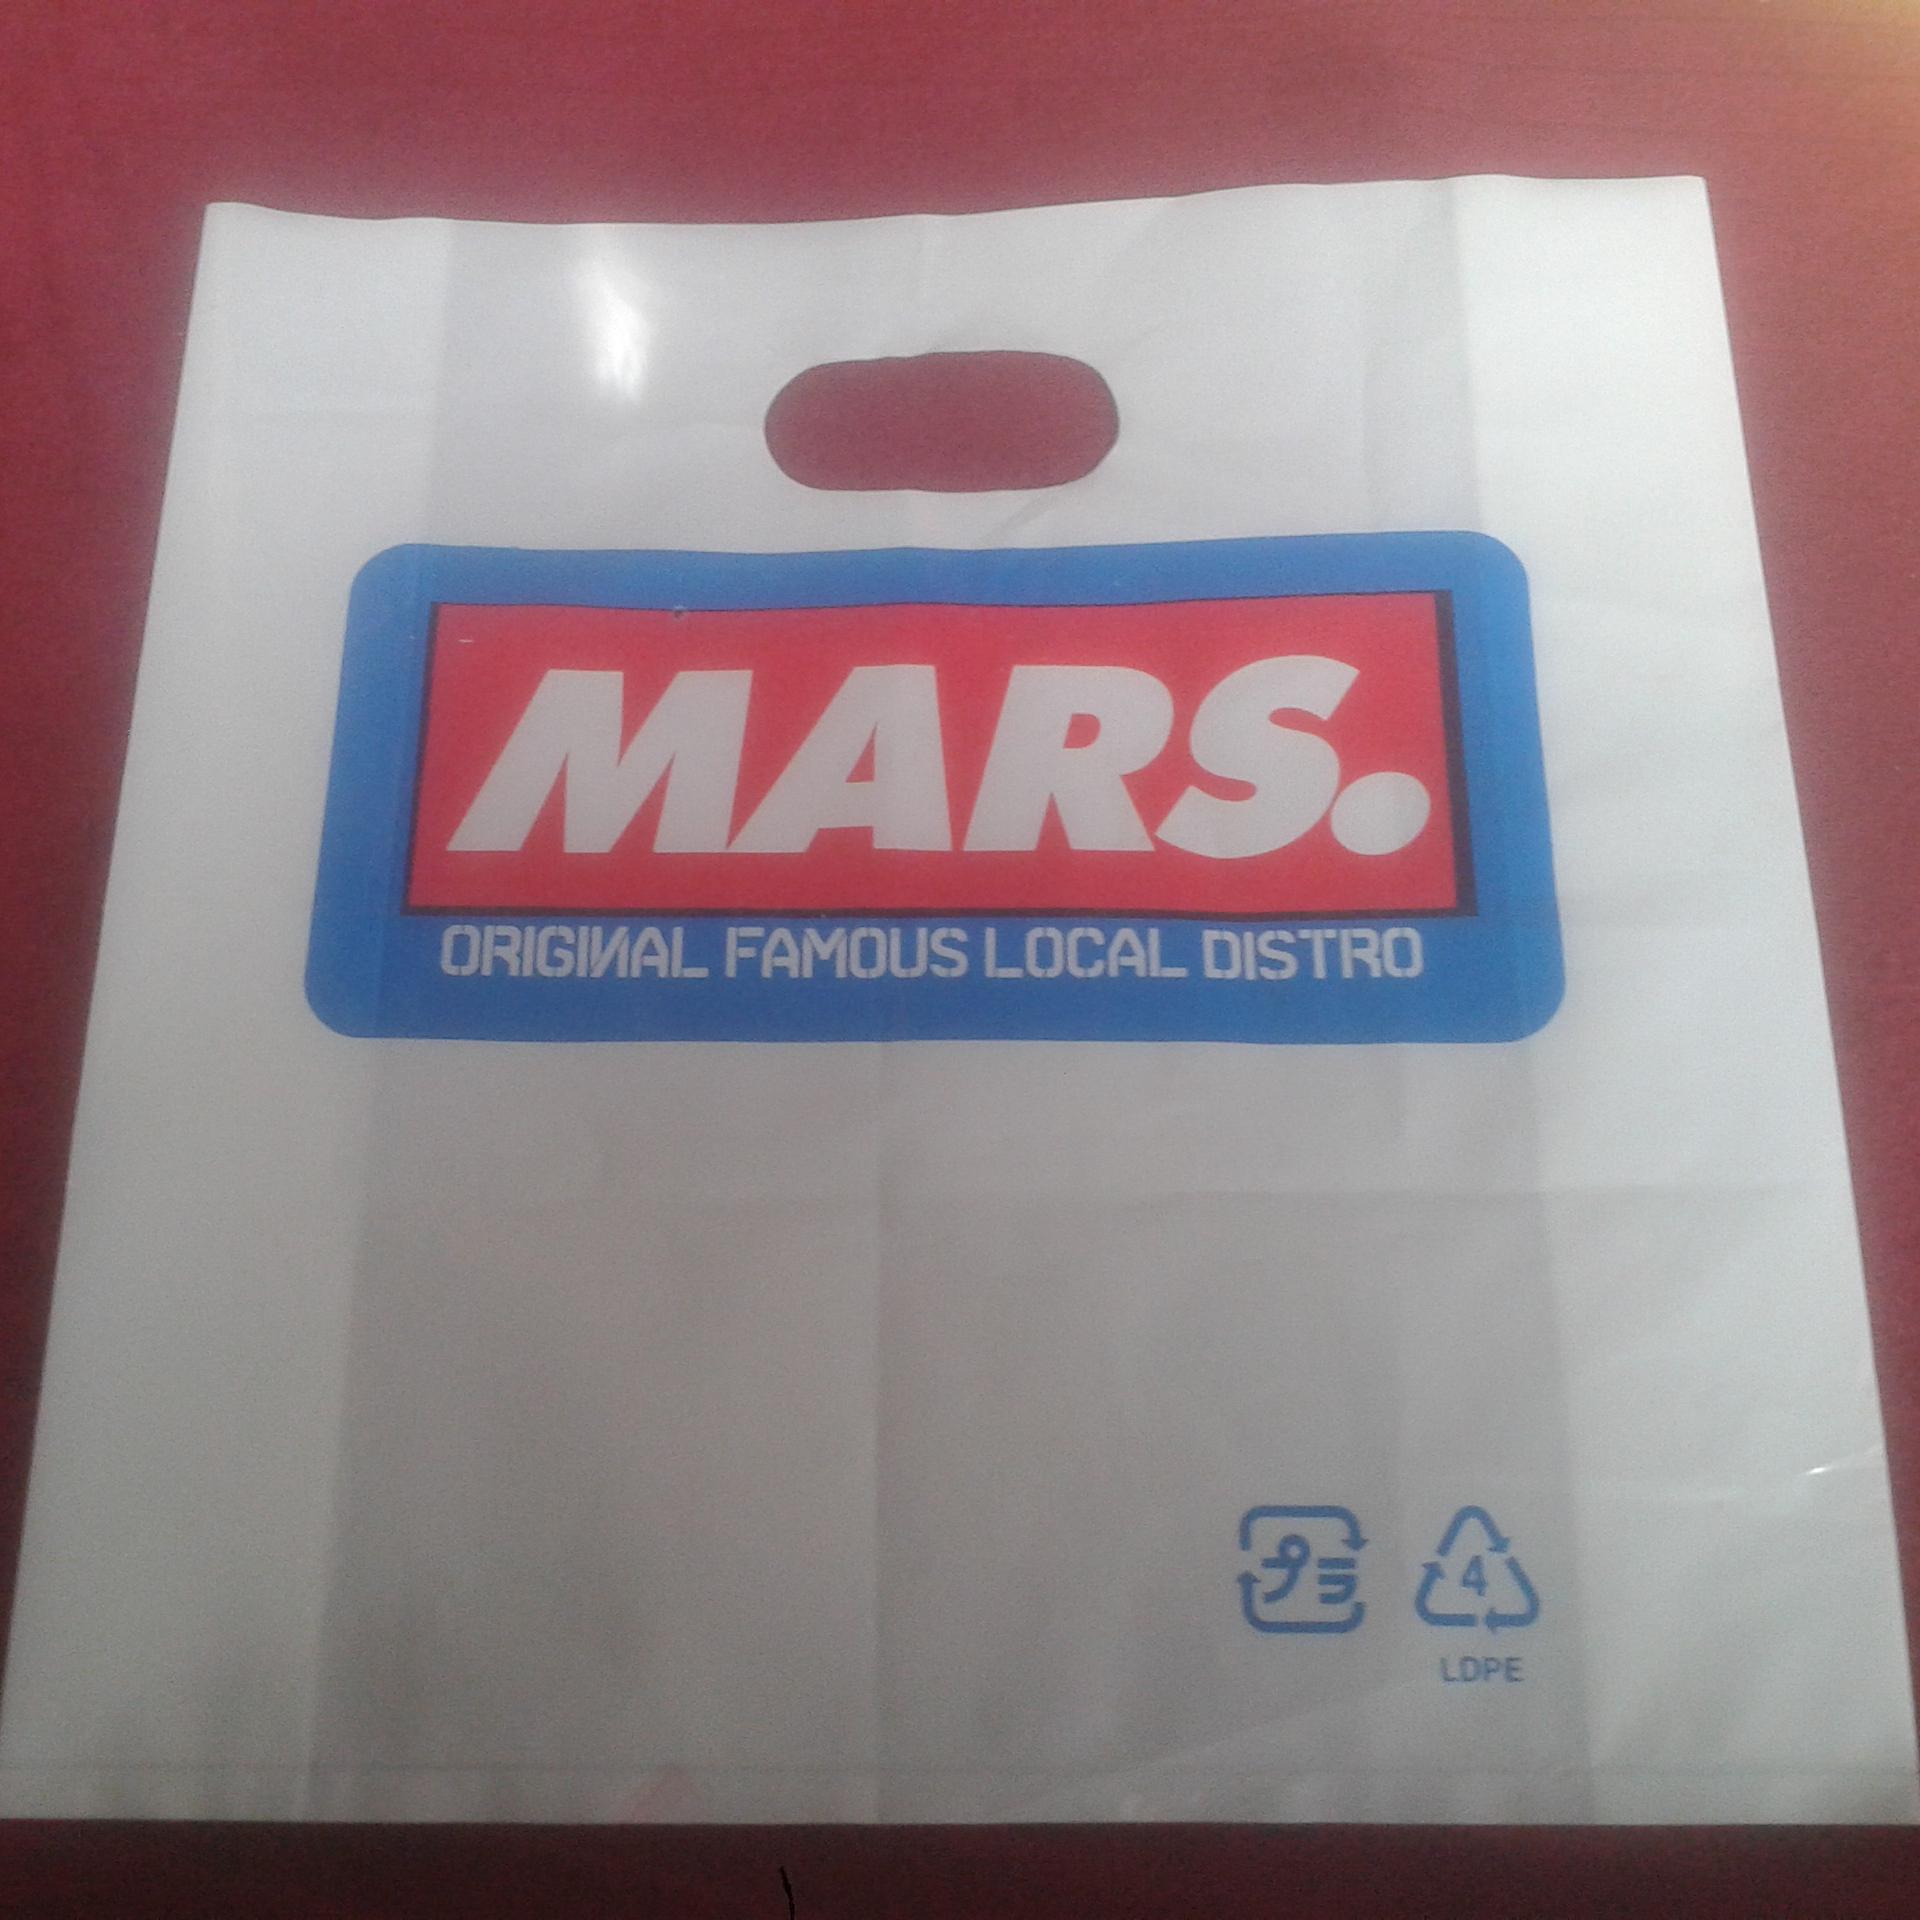 MARS.
ORIGINAL FAMOUS LOCAL DISTRO
プラ 4
LDPE